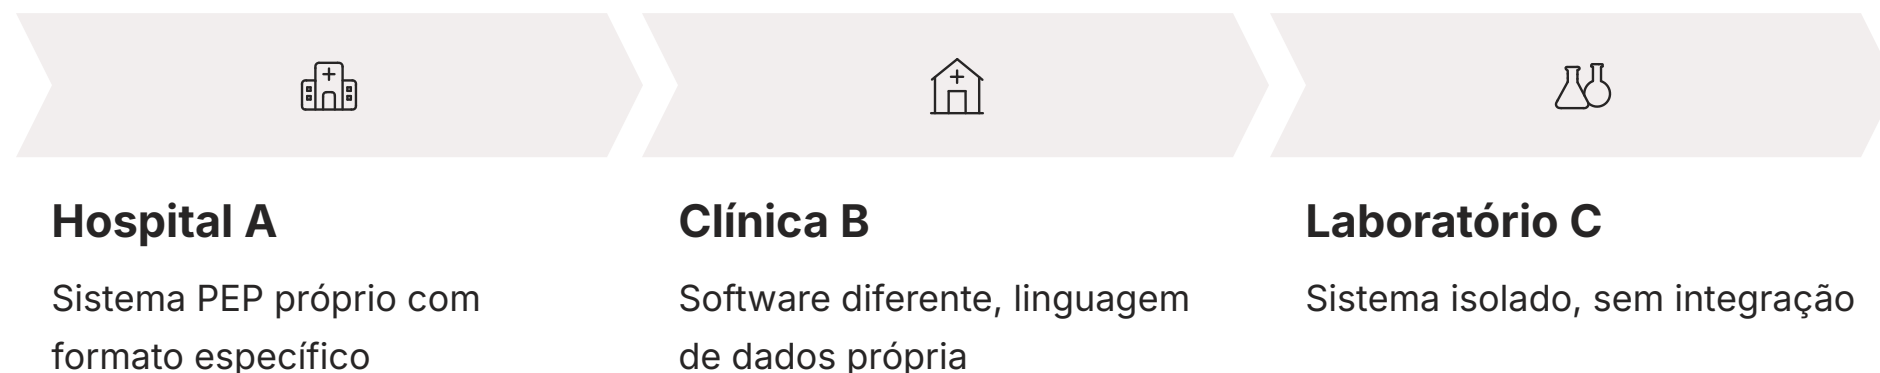 Hospital A
Sistema PEP próprio com
formato específico
Clínica B
Software diferente, linguagem
de dados própria
Laboratório C
Sistema isolado, sem integração